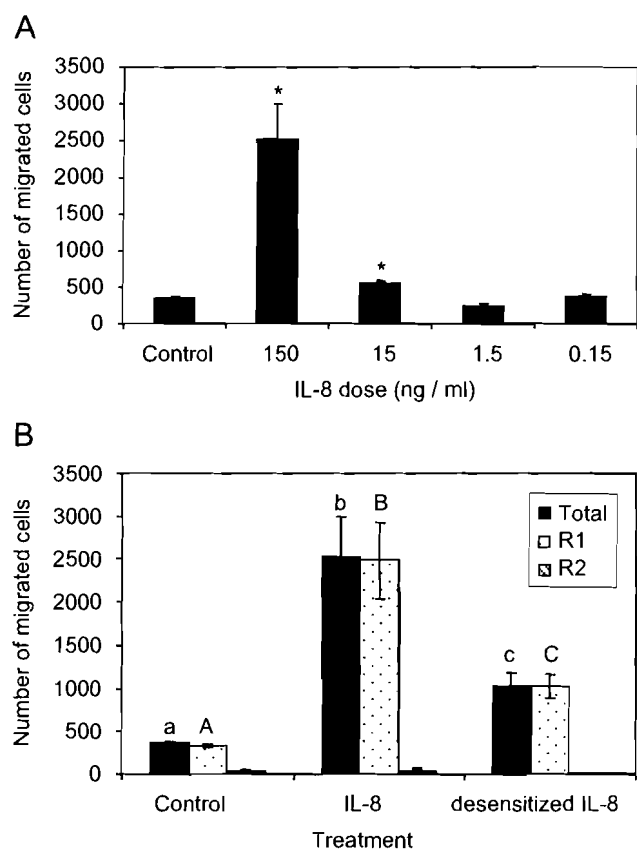 A
3500
3000
2500
2000
1500
1000
500
0
Number of migrated cells
*
*
Control 150 15 1.5 0.15
IL-8 dose (ng / ml)
B
3500
3000
2500
2000
1500
1000
500
0
Number of migrated cells
a A
b B
c C
Total
R1
R2
Control IL-8 desensitized IL-8
Treatment